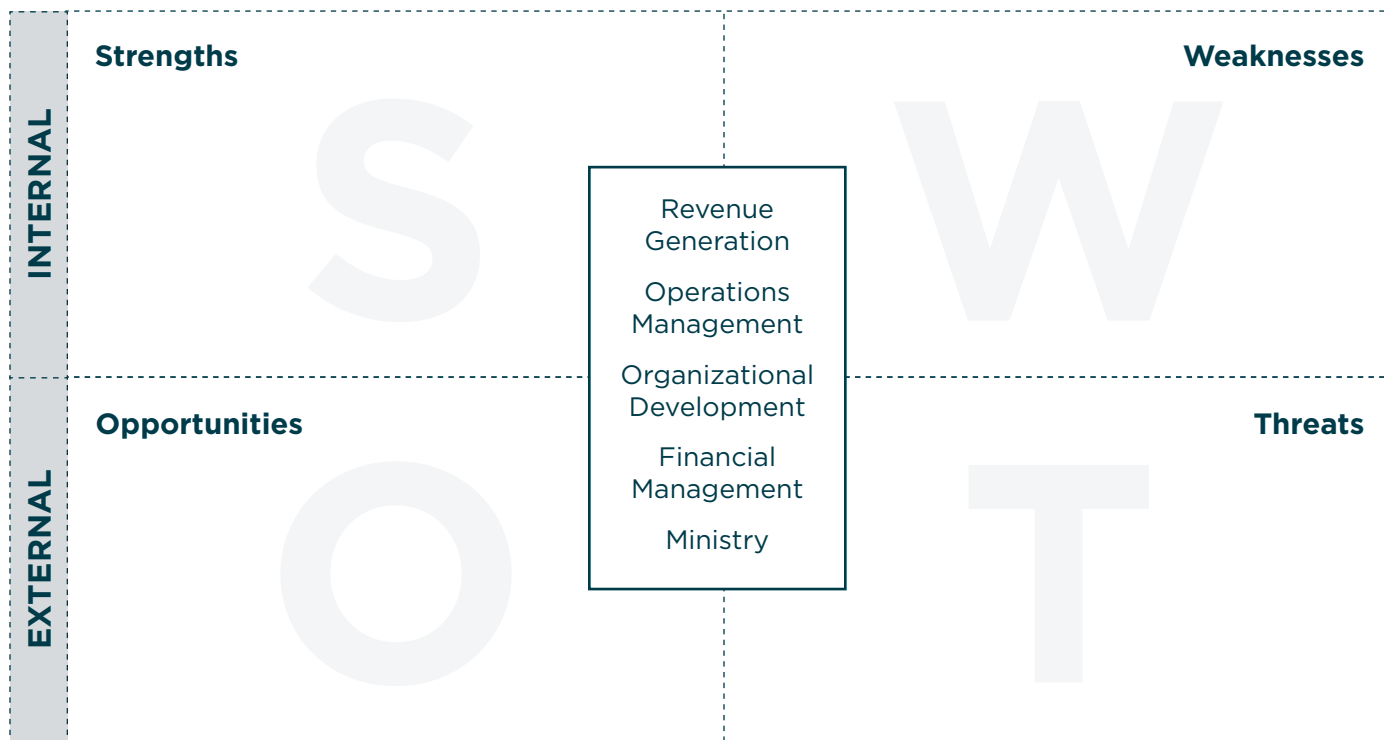 INTERNAL
Strengths
Weaknesses
S
W
Revenue
Generation
Operations
Management
Organizational
Development
Financial
Management
Ministry
EXTERNAL
Opportunities
Threats
O
T